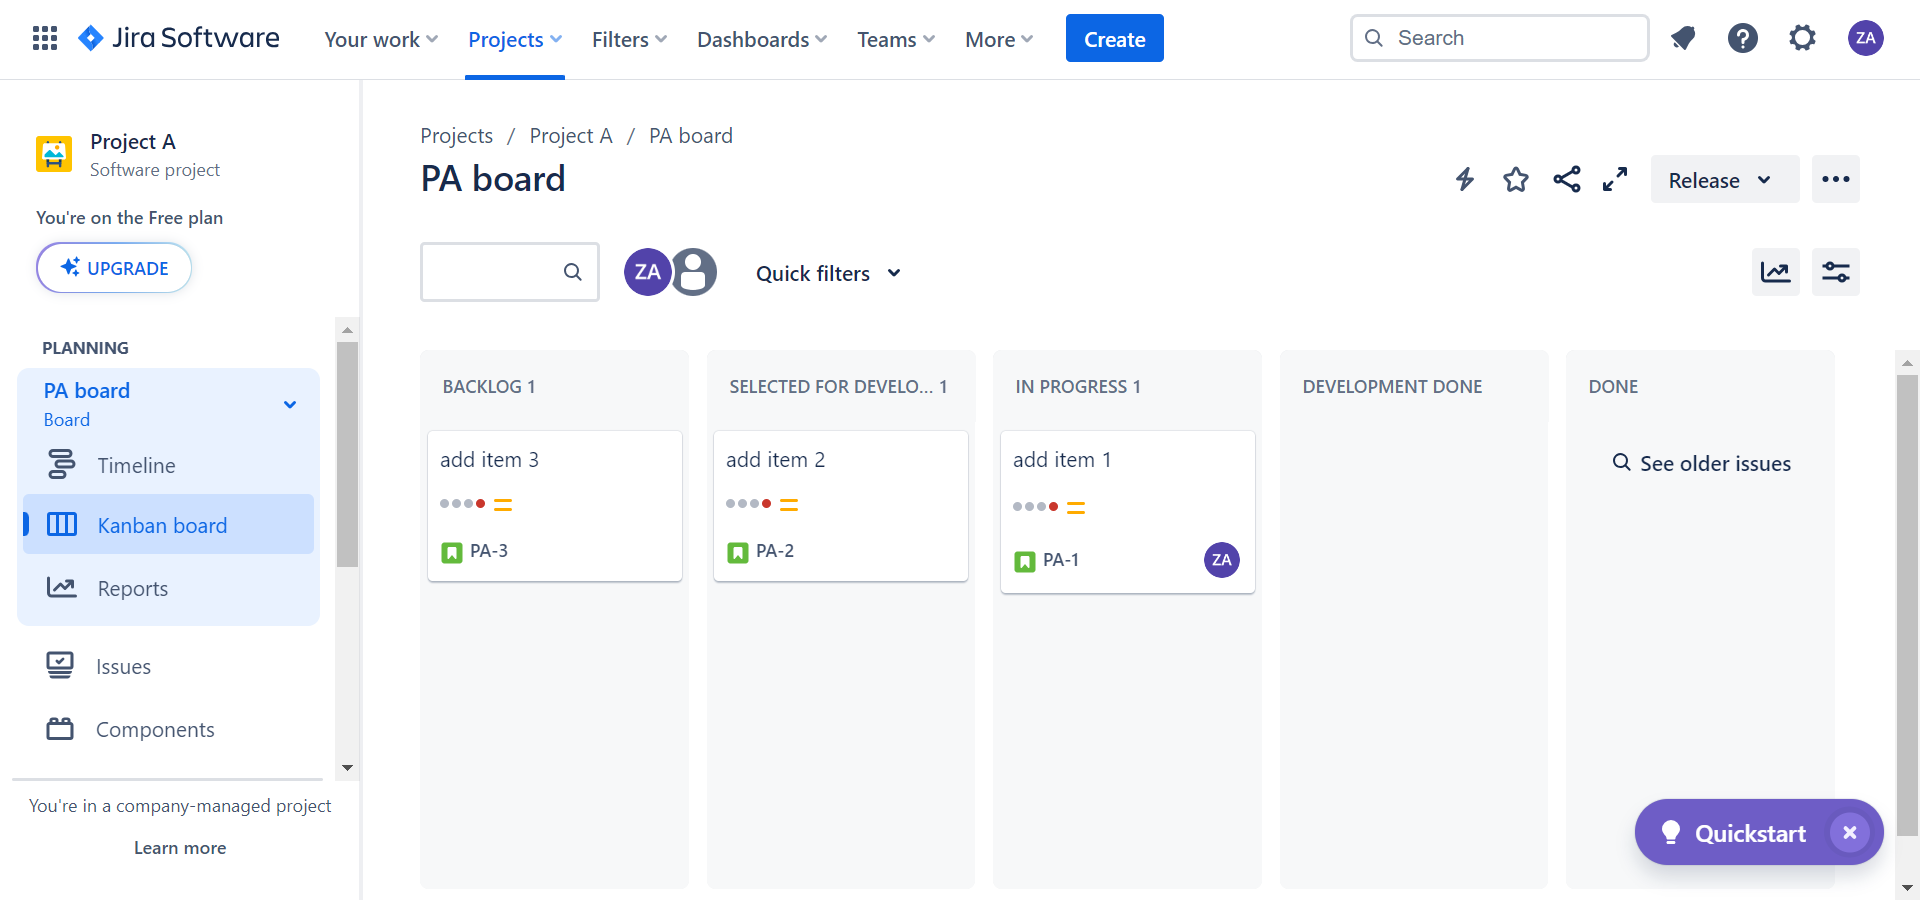 Jira Software
Your work
Projects
Filters
Dashboards
Teams
More
Create
Search
ZA
Project A
Software project
You're on the Free plan
UPGRADE
PLANNING
PA board
Board
Timeline
Kanban board
Reports
Issues
Components
You're in a company-managed project
Learn more
Projects / Project A / PA board
PA board
Release
ZA
Quick filters
BACKLOG 1
add item 3
PA-3
SELECTED FOR DEVELO... 1
add item 2
PA-2
IN PROGRESS 1
add item 1
PA-1
ZA
DEVELOPMENT DONE
DONE
See older issues
Quickstart